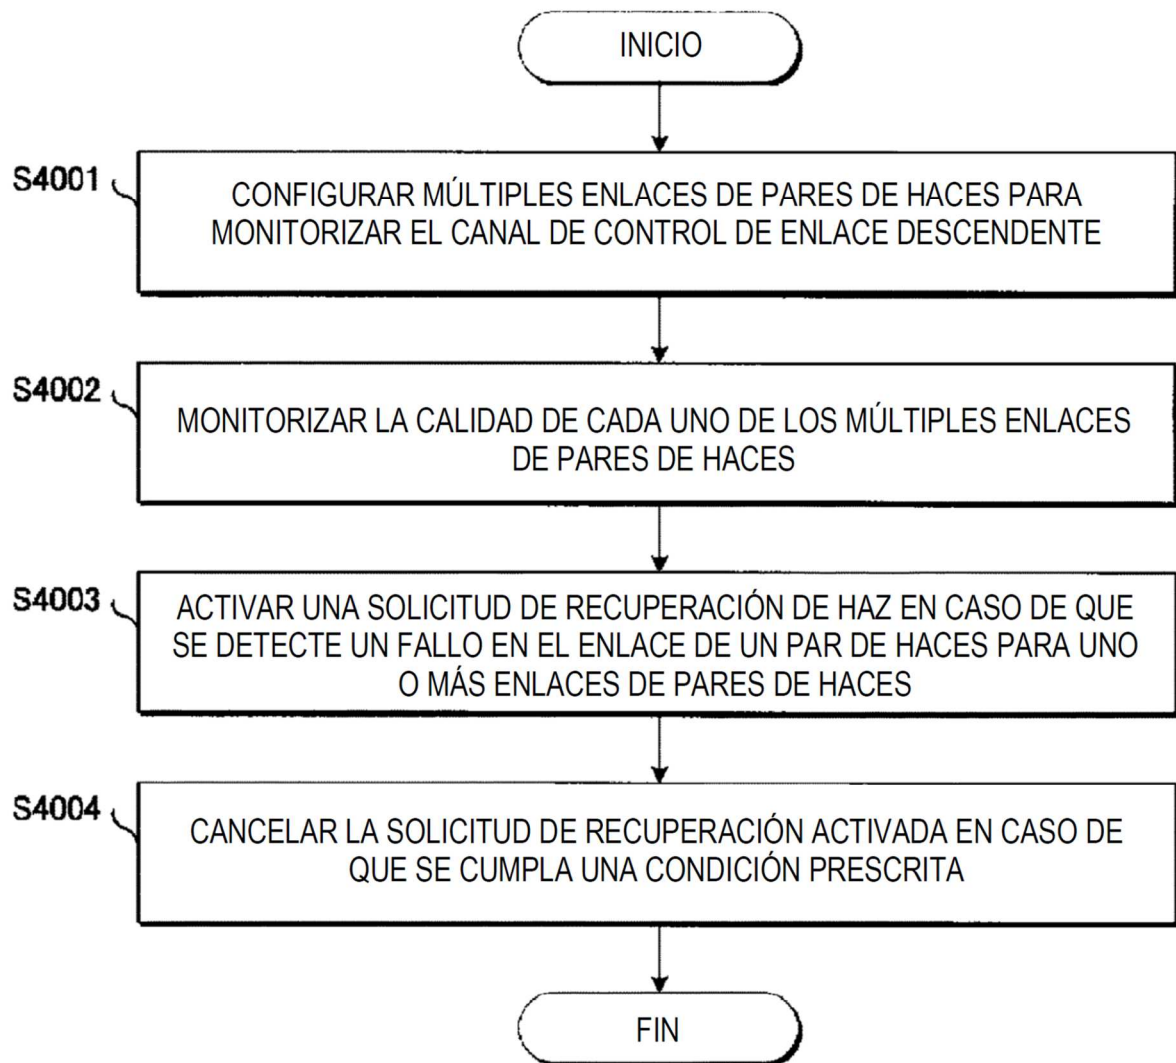 INICIO
S4001
CONFIGURAR MÚLTIPLES ENLACES DE PARES DE HACES PARA
MONITORIZAR EL CANAL DE CONTROL DE ENLACE DESCENDENTE
S4002
MONITORIZAR LA CALIDAD DE CADA UNO DE LOS MÚLTIPLES ENLACES
DE PARES DE HACES
S4003
ACTIVAR UNA SOLICITUD DE RECUPERACIÓN DE HAZ EN CASO DE QUE
SE DETECTE UN FALLO EN EL ENLACE DE UN PAR DE HACES PARA UNO
O MÁS ENLACES DE PARES DE HACES
S4004
CANCELAR LA SOLICITUD DE RECUPERACIÓN ACTIVADA EN CASO DE
QUE SE CUMPLA UNA CONDICIÓN PRESCRITA
FIN